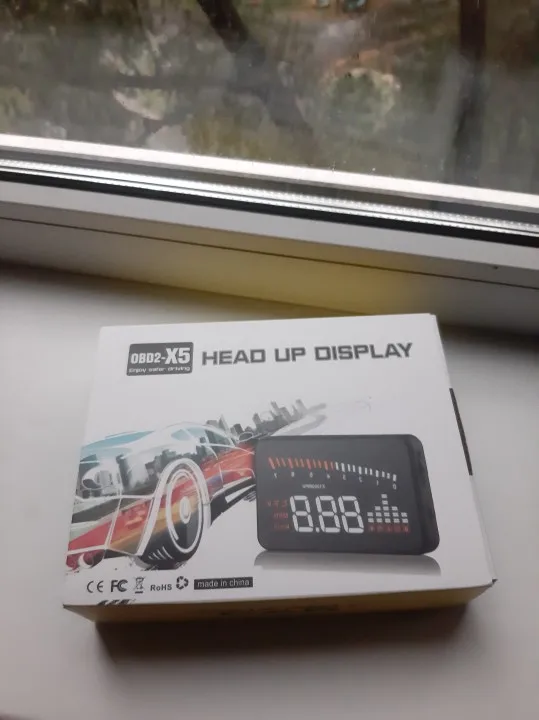 OBD2-X5
Enjoy safer driving
HEAD UP DISPLAY
8.88
CE FC RoHS made in china